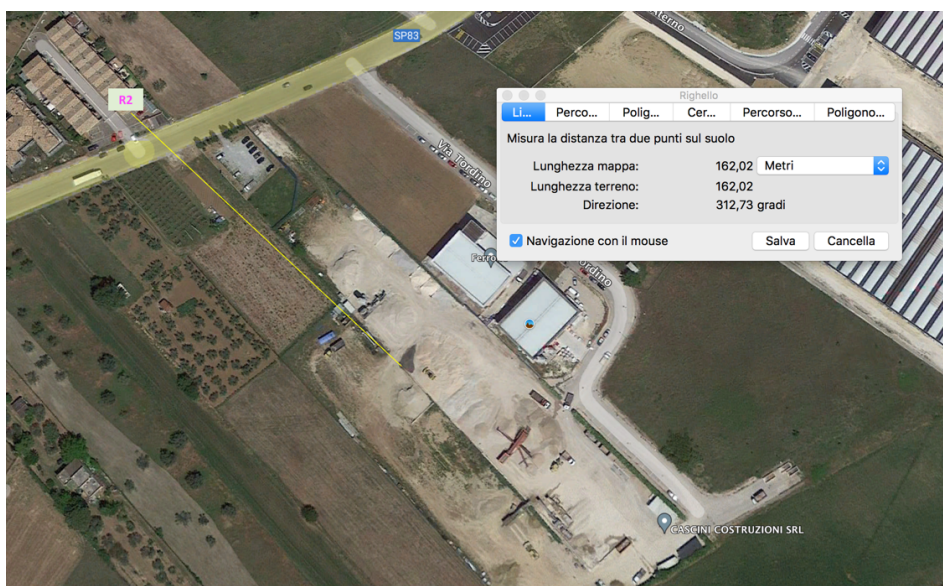 SP83
R2
Righello
Li...
Perco...
Polig...
Cer...
Percorso...
Poligono...
Misura la distanza tra due punti sul suolo
Lunghezza mappa: 162,02 Metri
Lunghezza terreno: 162,02
Direzione: 312,73 gradi
Navigazione con il mouse
Salva
Cancella
Via Tordino
Ferro
Tordino
CASCINI COSTRUZIONI SRL